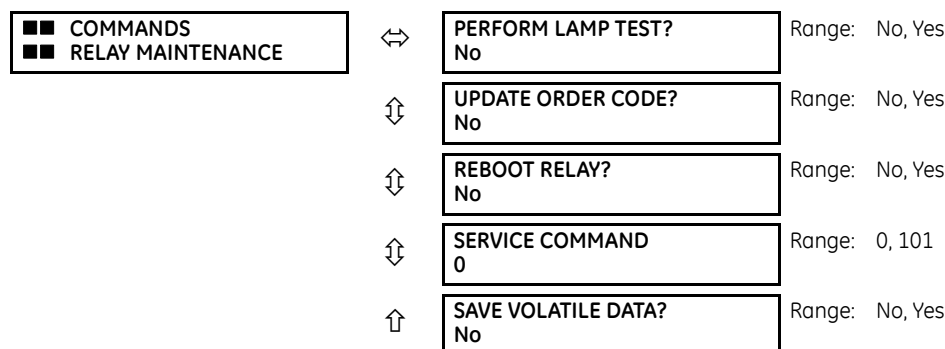 COMMANDS
RELAY MAINTENANCE
PERFORM LAMP TEST?
No
Range: No, Yes
UPDATE ORDER CODE?
No
Range: No, Yes
REBOOT RELAY?
No
Range: No, Yes
SERVICE COMMAND
0
Range: 0, 101
SAVE VOLATILE DATA?
No
Range: No, Yes